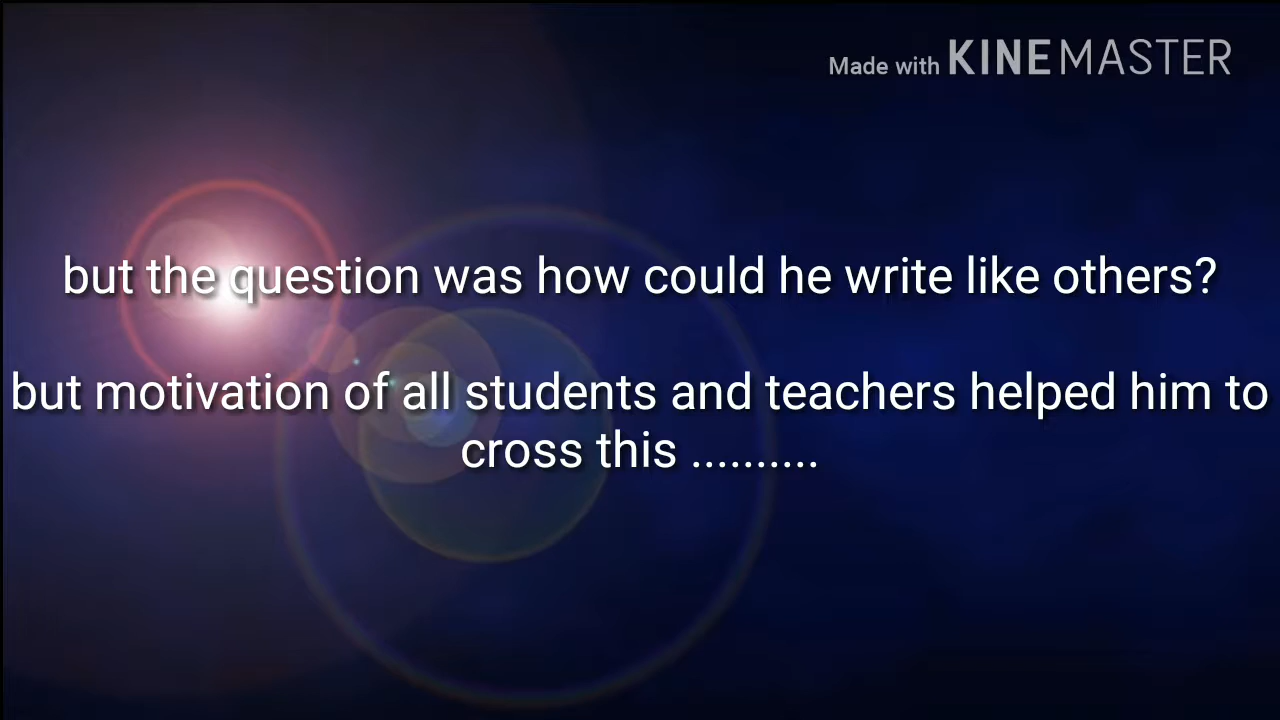 Made with KINEMASTER
but the question was how could he write like others?
but motivation of all students and teachers helped him to
cross this ..........